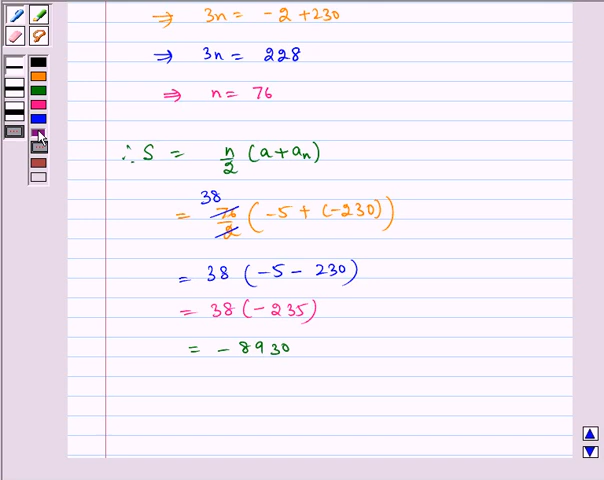 ⇒ 3n = -2 + 230
⇒ 3n = 228
⇒ n = 76
∴ S = n/2 (a + aₙ)
38
= 76/2 (-5 + (-230))
= 38 (-5 - 230)
= 38 (-235)
= - 8930